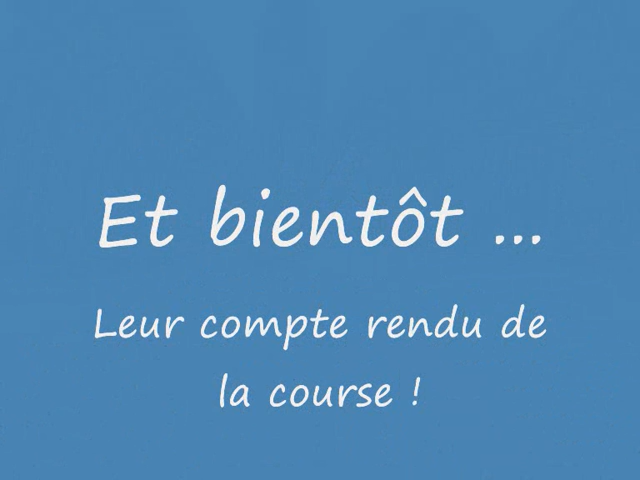 Et bientôt ...
Leur compte rendu de
la course !